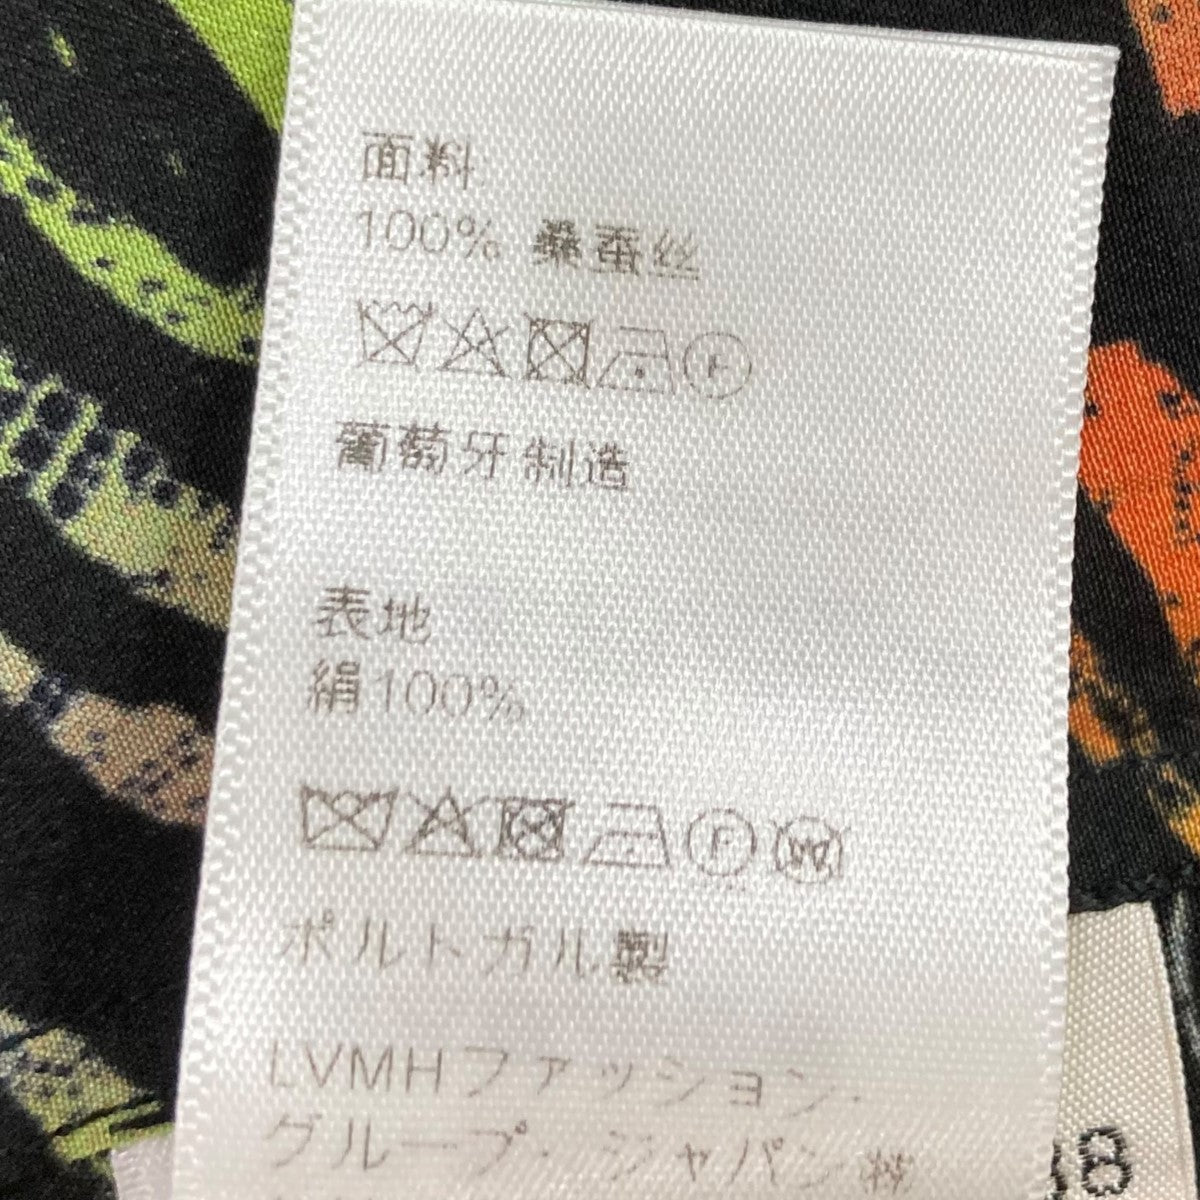 面料
100% 桑蚕丝
F
葡萄牙制造
表地
絹100%
F W
ポルトガル製
LVMHファッション・
グループ・ジャパン㈱
38